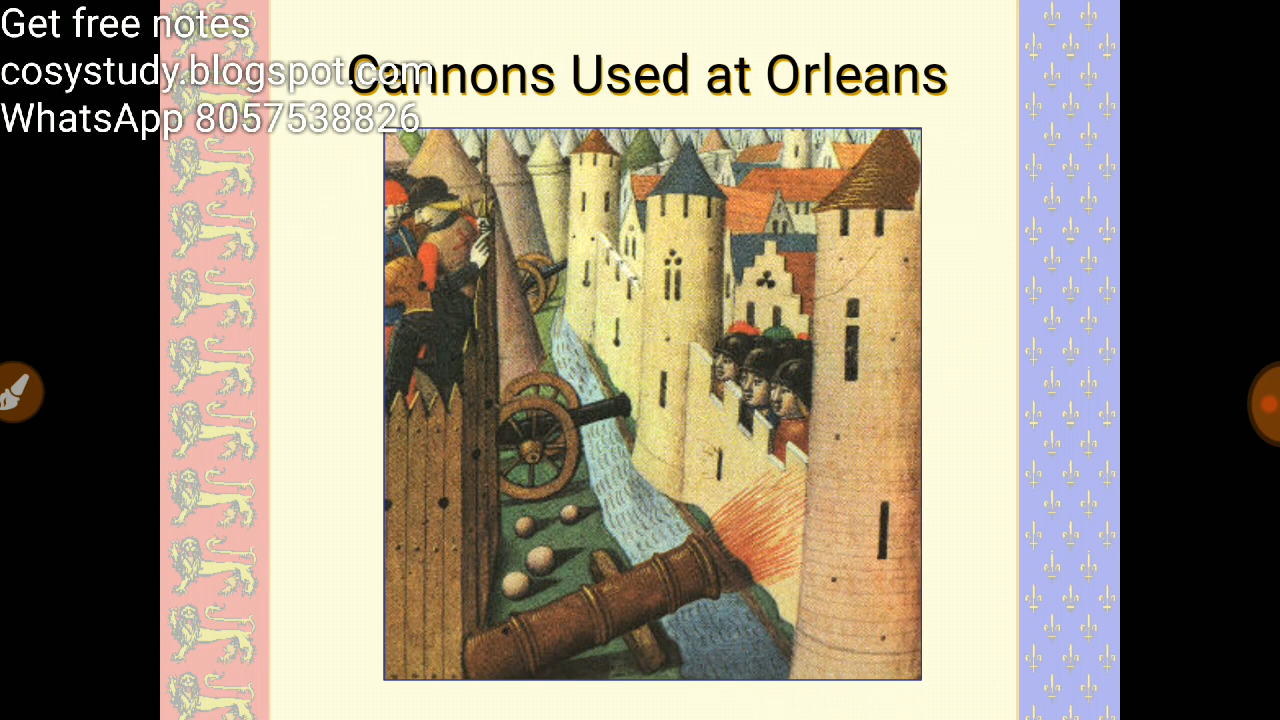 Get free notes
cosystudy.blogspot.com
WhatsApp 8057538826
Cannons Used at Orleans